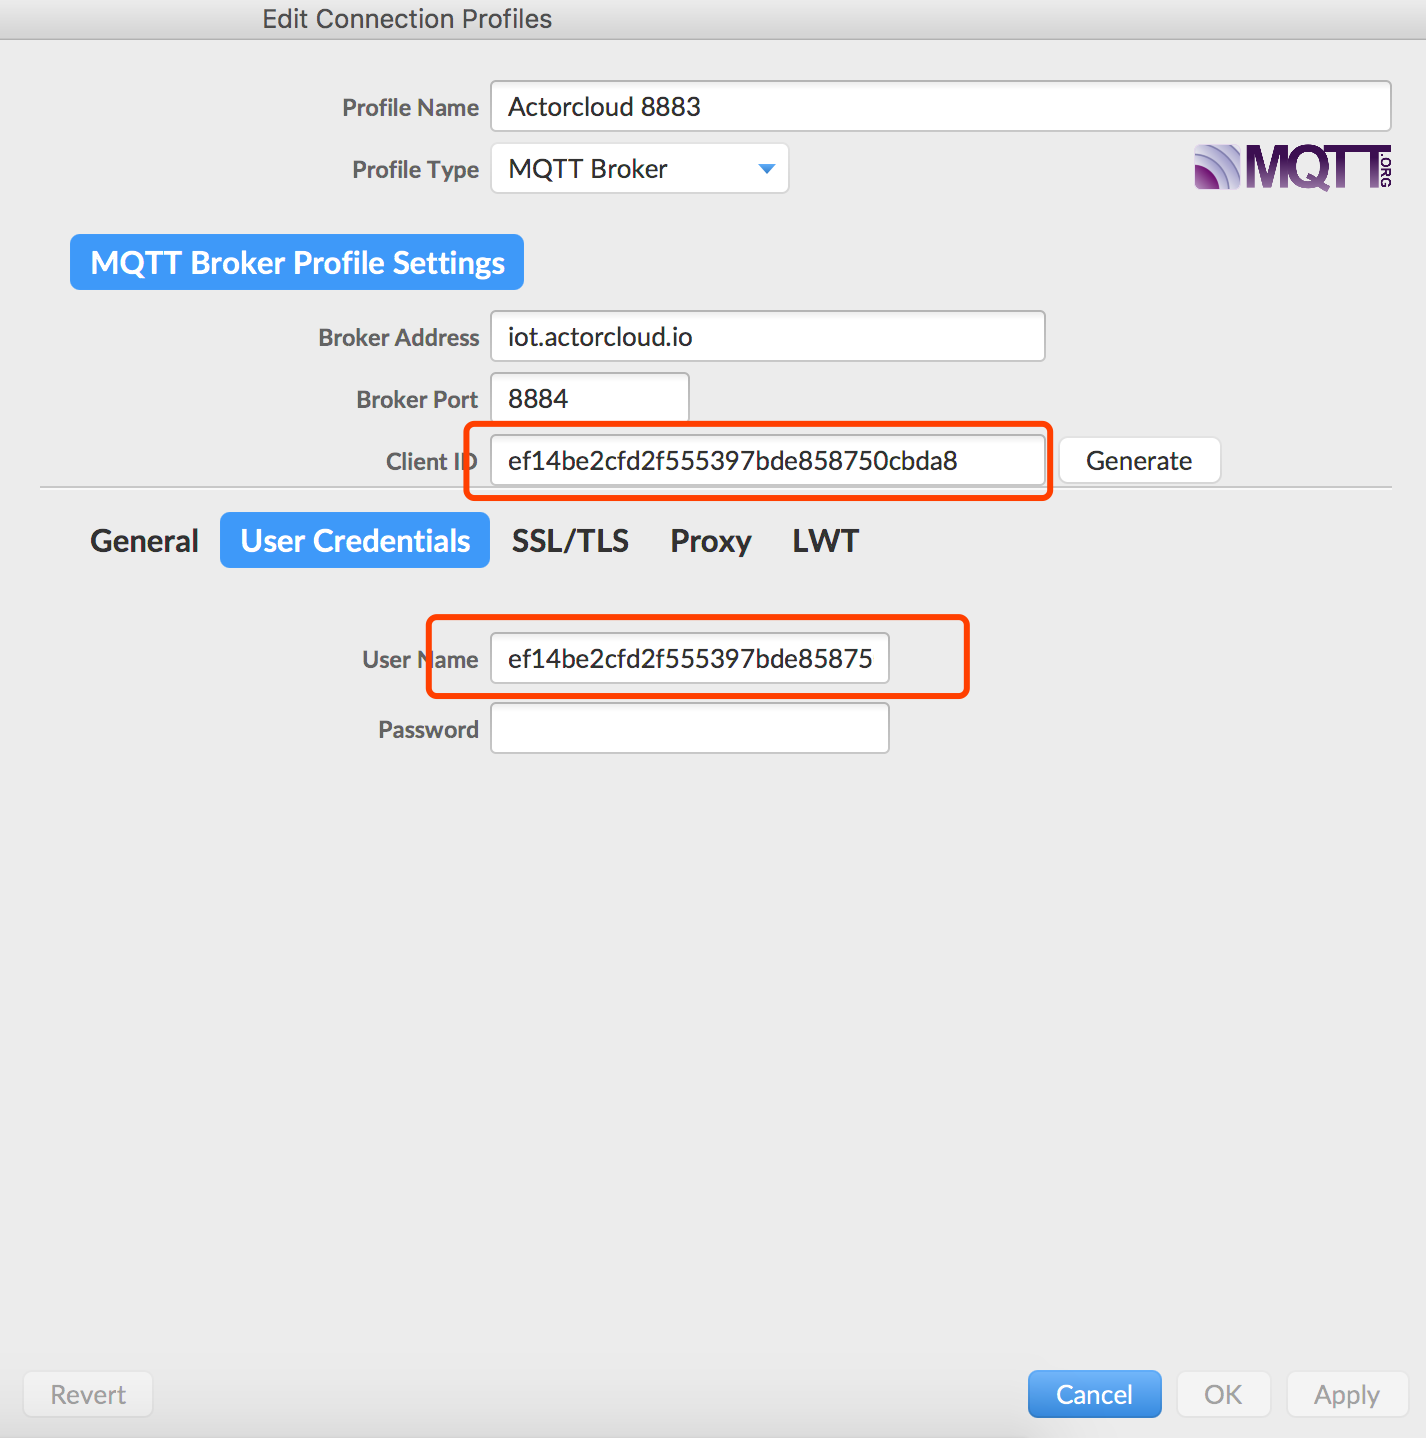 Edit Connection Profiles
Profile Name Actorcloud 8883
Profile Type MQTT Broker
MQTT.ORG
MQTT Broker Profile Settings
Broker Address iot.actorcloud.io
Broker Port 8884
Client ID ef14be2cfd2f555397bde858750cbda8 Generate
General User Credentials SSL/TLS Proxy LWT
User Name ef14be2cfd2f555397bde85875
Password
Revert Cancel OK Apply